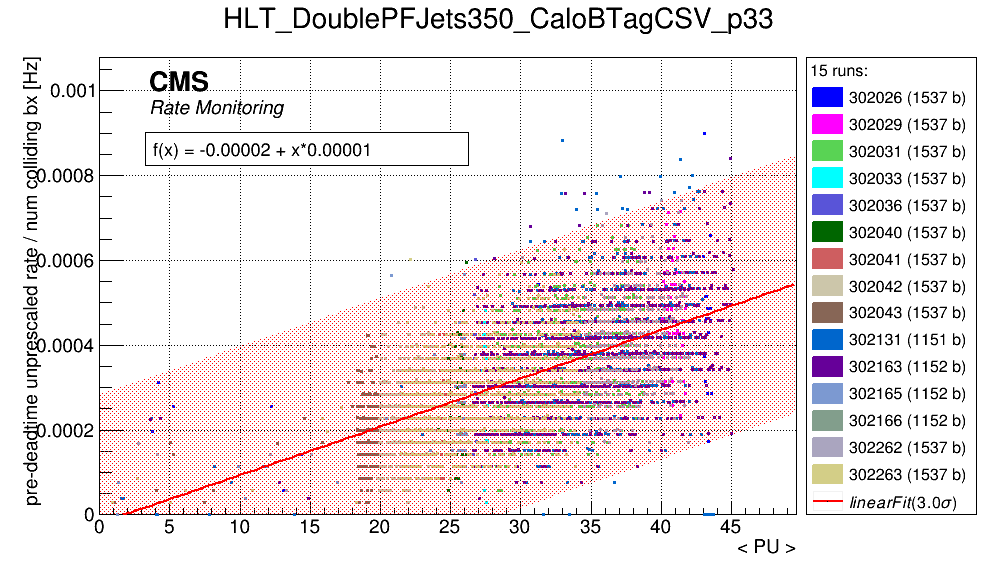 HLT_DoublePFJets350_CaloBTagCSV_p33
pre-deadtime unprescaled rate / num colliding bx [Hz]
CMS
Rate Monitoring
f(x) = -0.00002 + x*0.00001
0.001
0.0008
0.0006
0.0004
0.0002
0
0 5 10 15 20 25 30 35 40 45
< PU >
15 runs:
302026 (1537 b)
302029 (1537 b)
302031 (1537 b)
302033 (1537 b)
302036 (1537 b)
302040 (1537 b)
302041 (1537 b)
302042 (1537 b)
302043 (1537 b)
302131 (1151 b)
302163 (1152 b)
302165 (1152 b)
302166 (1152 b)
302262 (1537 b)
302263 (1537 b)
linearFit(3.0σ)